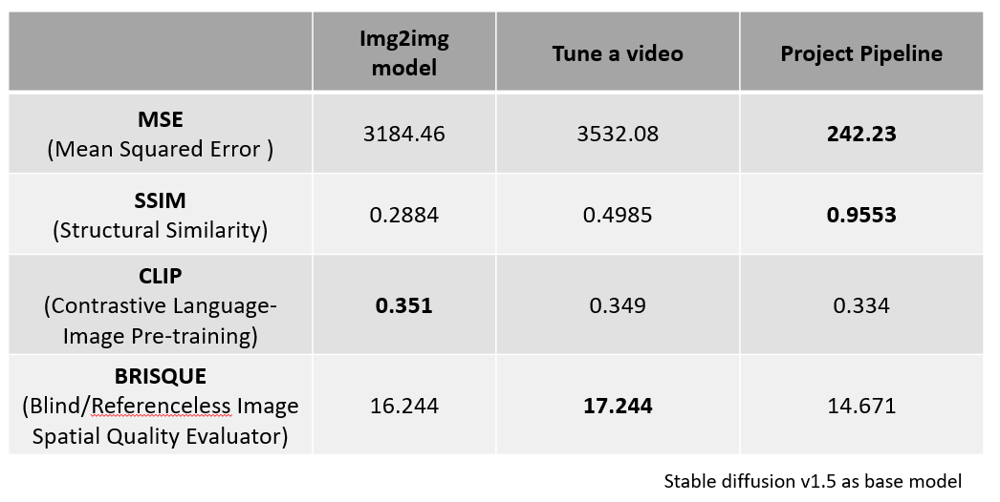 Img2img
model
Tune a video
Project Pipeline
MSE
(Mean Squared Error )
3184.46
3532.08
242.23
SSIM
(Structural Similarity)
0.2884
0.4985
0.9553
CLIP
(Contrastive Language-
Image Pre-training)
0.351
0.349
0.334
BRISQUE
(Blind/Referenceless Image
Spatial Quality Evaluator)
16.244
17.244
14.671
Stable diffusion v1.5 as base model